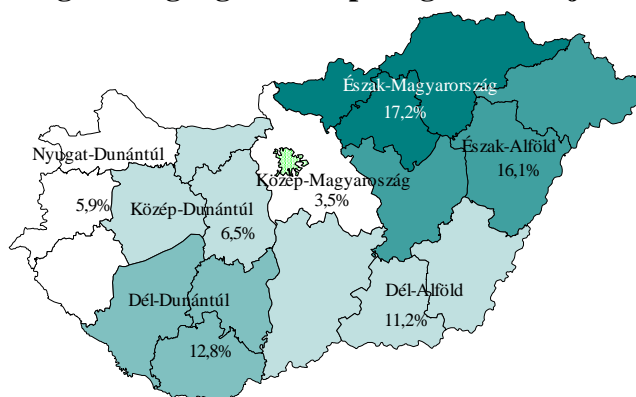 Észak-Magyarország
17,2%
Észak-Alföld
16,1%
Nyugat-Dunántúl
5,9%
Közép-Magyaroszág
3,5%
Közép-Dunántúl
6,5%
Dél-Dunántúl
12,8%
Dél-Alföld
11,2%